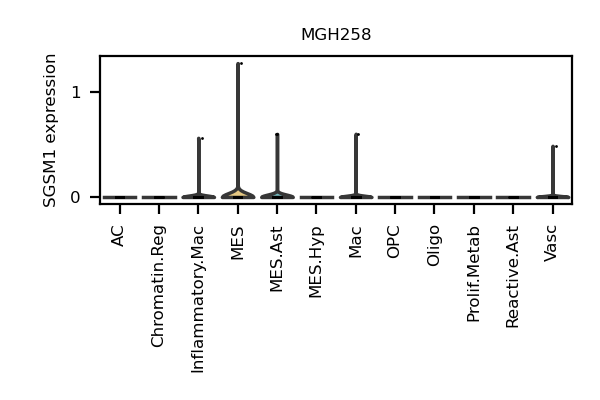 MGH258
SGSM1 expression
1
0
AC
Chromatin.Reg
Inflammatory.Mac
MES
MES.Ast
MES.Hyp
Mac
OPC
Oligo
Prolif.Metab
Reactive.Ast
Vasc